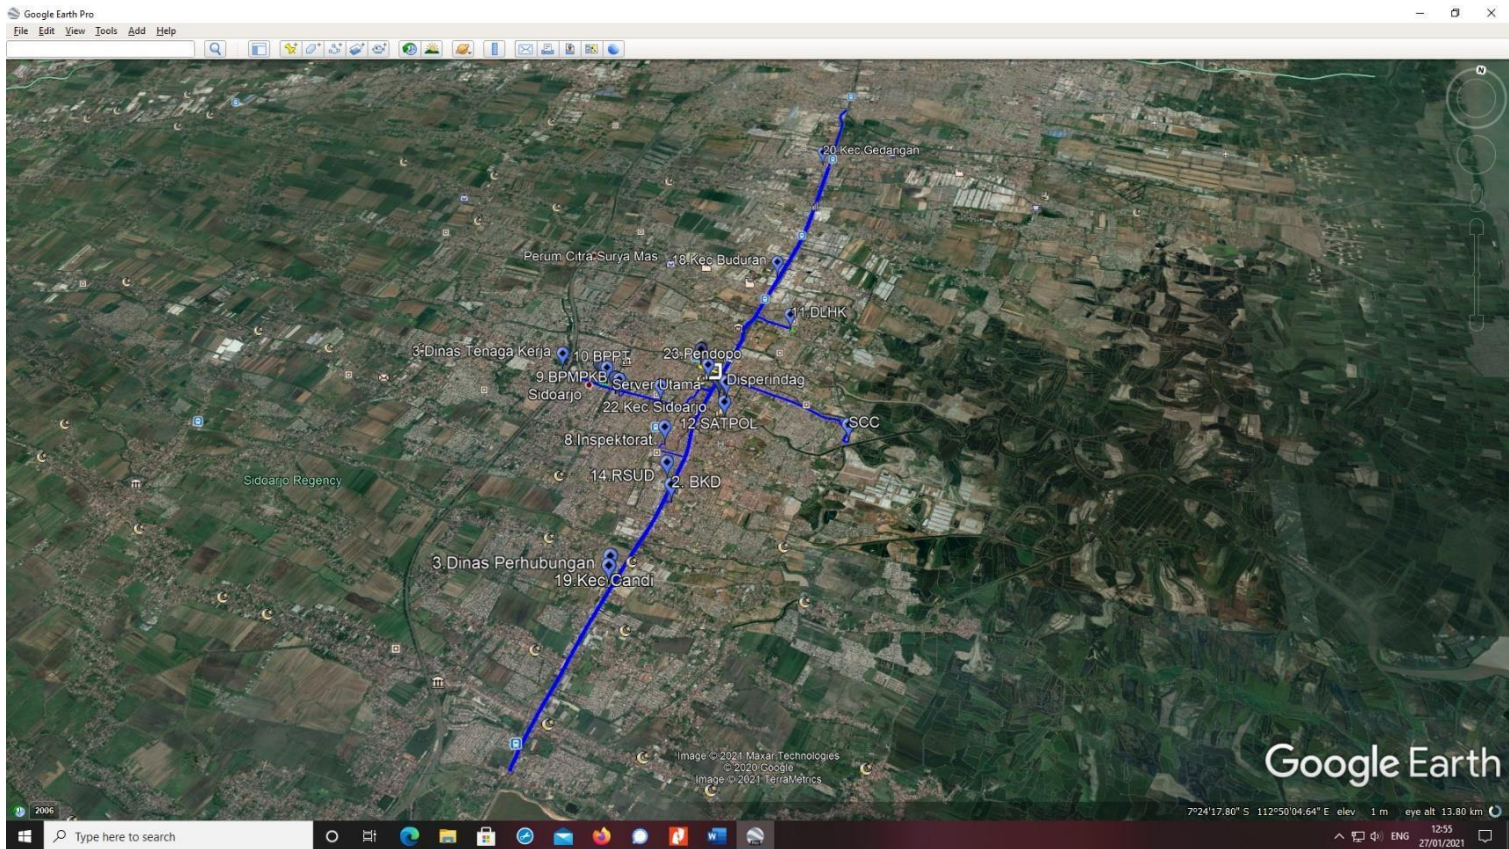 Google Earth Pro
File Edit View Tools Add Help
N
20 Kec Gedangan
Perum Citra Surya Mas
18.Kec Buduran
11.DLHK
3-Dinas Tenaga Kerja
10 BPPT
23.Pendopo
9.BPMPKB
Server Utama
Disperindag
Sidoarjo
22.Kec Sidoarjo
12.SATPOL
SCC
8.Inspektorat
14.RSUD
2. BKD
Sidoarjo Regency
3.Dinas Perhubungan
19.Kec Candi
Image © 2021 Maxar Technologies
© 2020 Google
Image © 2021 TerraMetrics
Google Earth
2006
7°24'17.80" S 112°50'04.64" E elev 1 m eye alt 13.80 km
Type here to search
ENG
12:55
27/01/2021